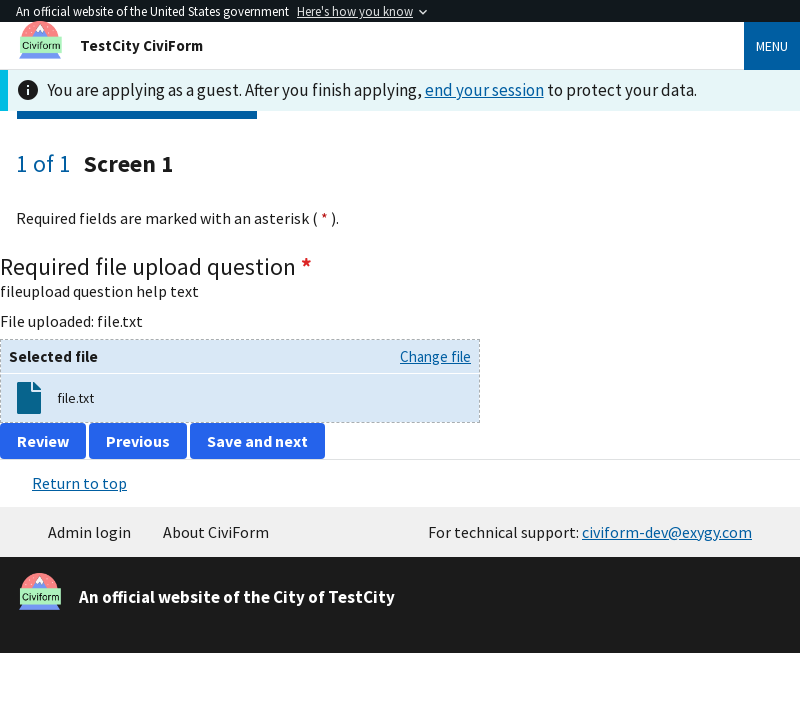 An official website of the United States government Here's how you know
Civiform
TestCity CiviForm
MENU
You are applying as a guest. After you finish applying, end your session to protect your data.
1 of 1 Screen 1
Required fields are marked with an asterisk ( * ).
Required file upload question *
fileupload question help text
File uploaded: file.txt
Selected file Change file
file.txt
Review Previous Save and next
Return to top
Admin login About CiviForm For technical support: civiform-dev@exygy.com
Civiform
An official website of the City of TestCity